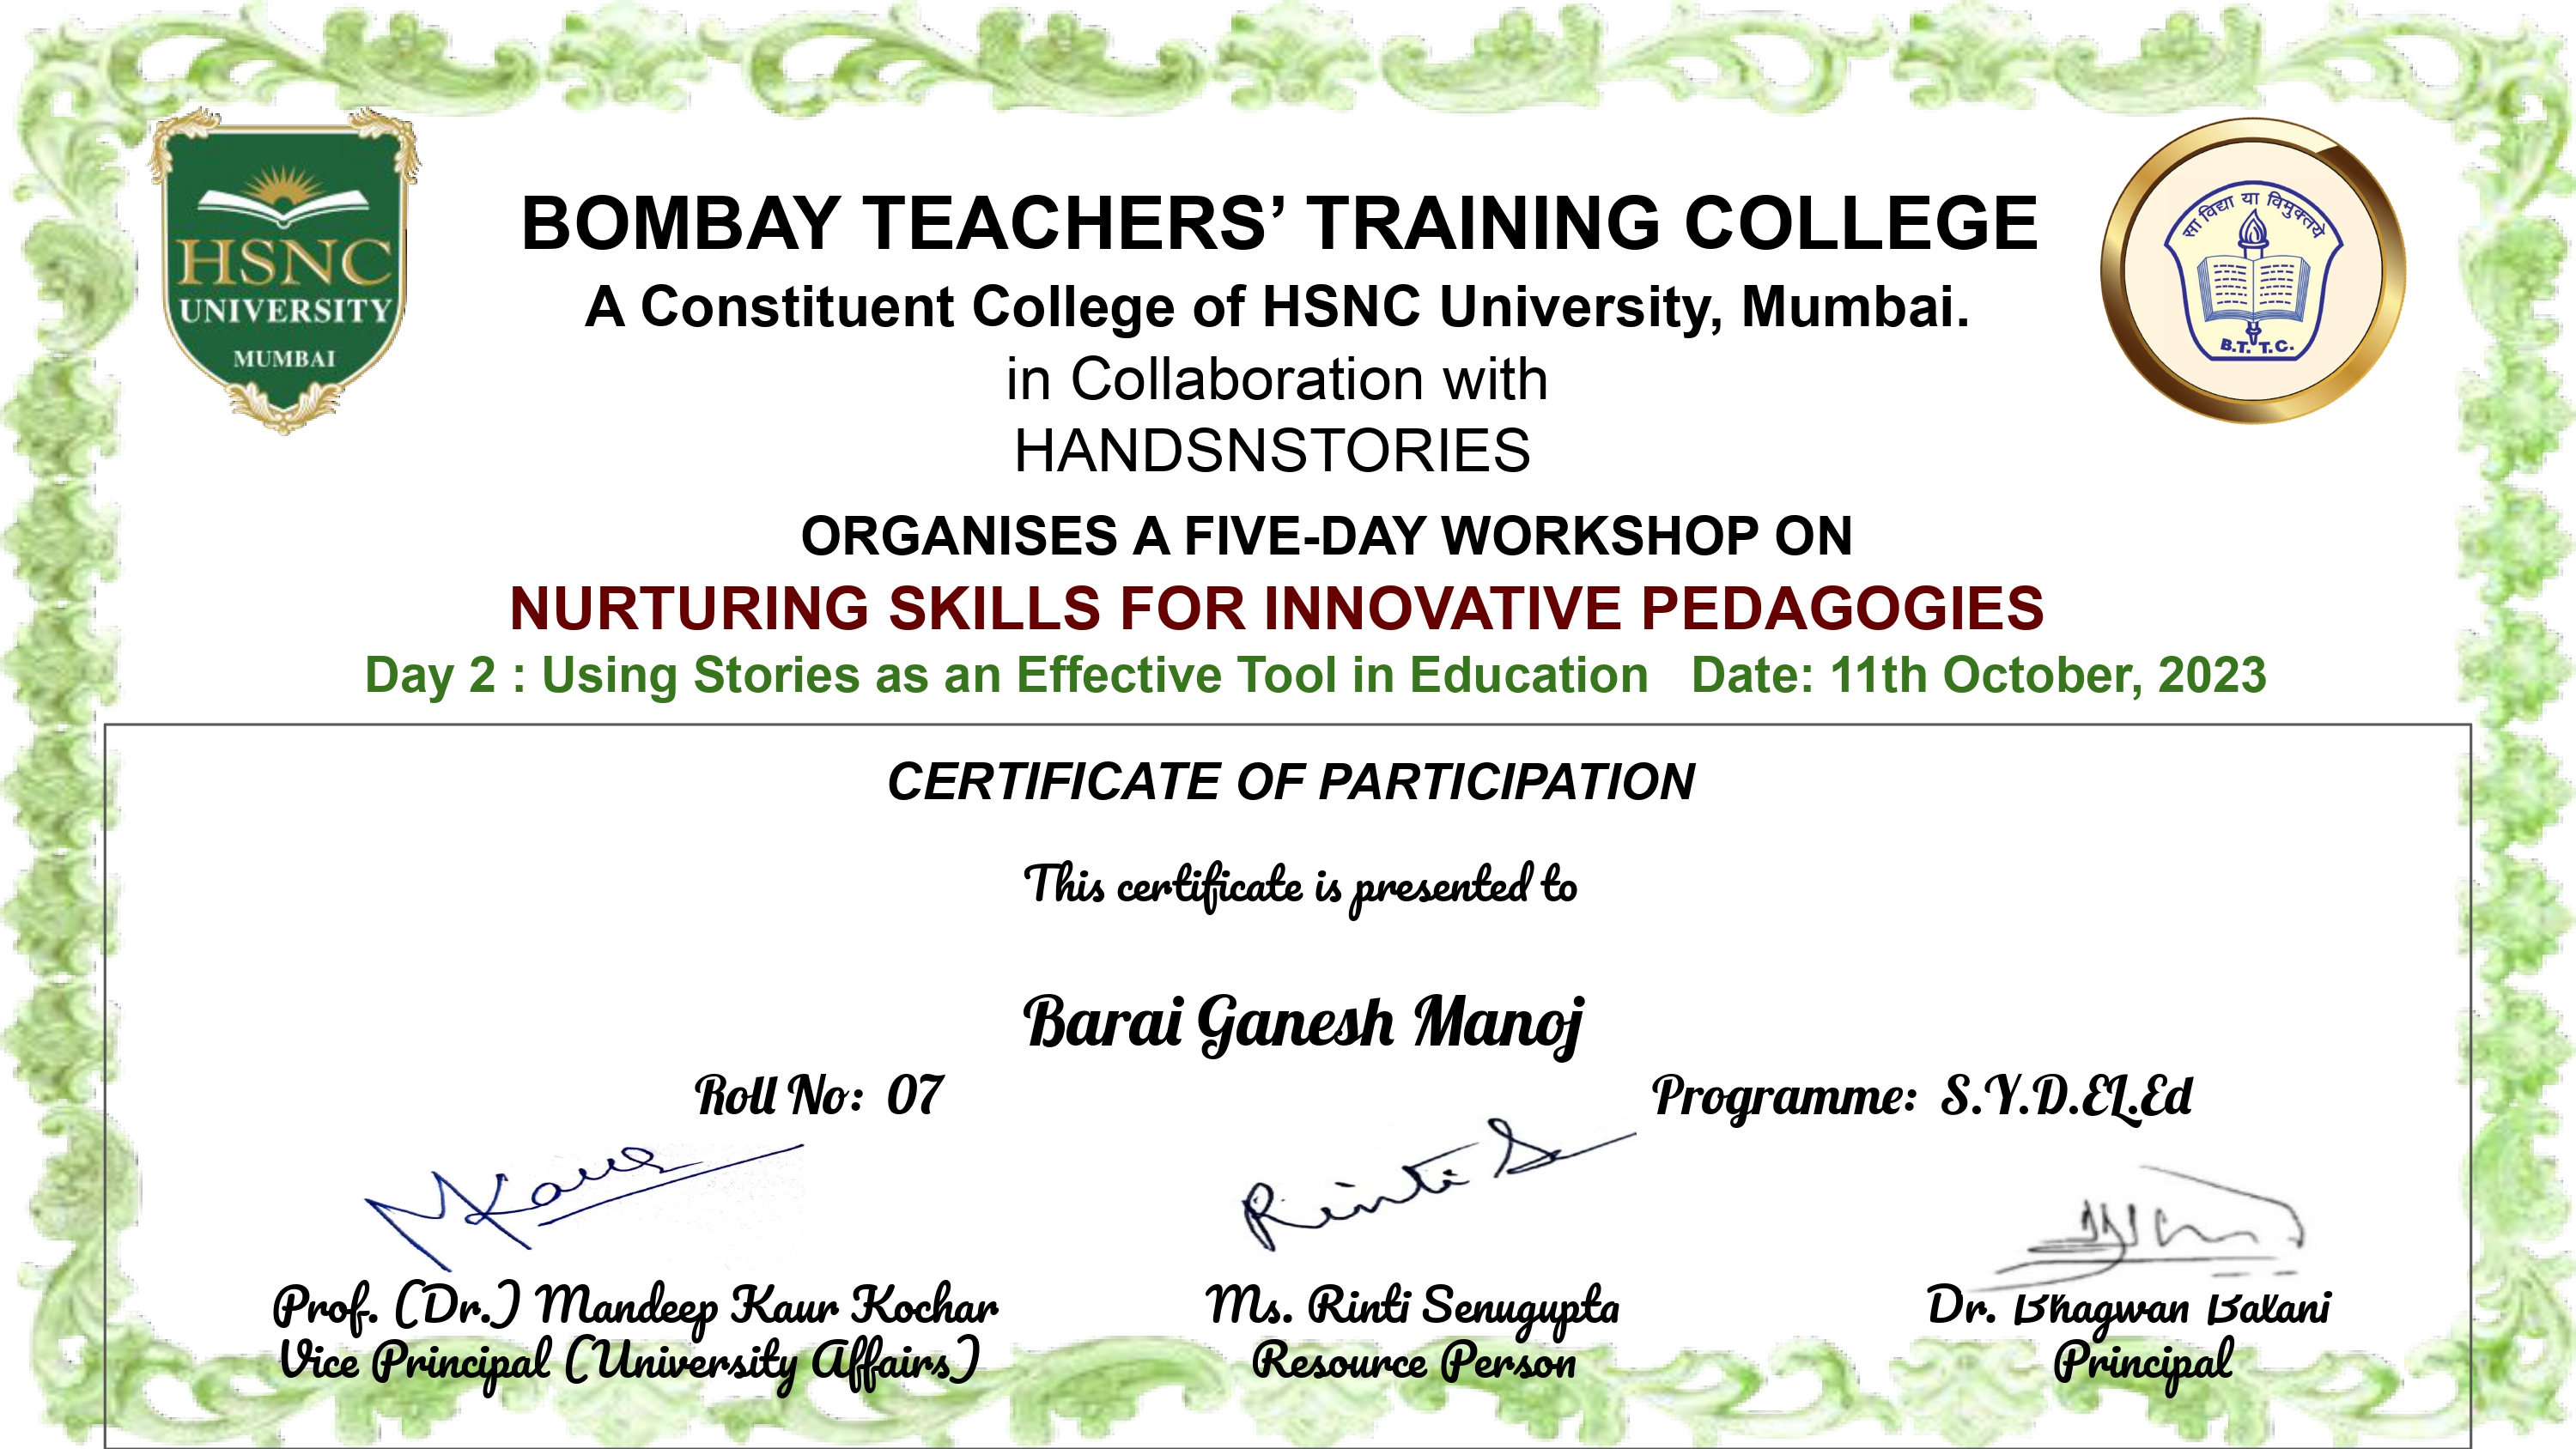 HSNC
UNIVERSITY
MUMBAI
सा विद्या या विमुक्तये
B.T.T.C.
BOMBAY TEACHERS’ TRAINING COLLEGE
A Constituent College of HSNC University, Mumbai.
in Collaboration with
HANDSNSTORIES
ORGANISES A FIVE-DAY WORKSHOP ON
NURTURING SKILLS FOR INNOVATIVE PEDAGOGIES
Day 2 : Using Stories as an Effective Tool in Education Date: 11th October, 2023
CERTIFICATE OF PARTICIPATION
This certificate is presented to
Barai Ganesh Manoj
Roll No: 07 Programme: S.Y.D.EL.Ed
MKaur
Rinti S
Prof. (Dr.) Mandeep Kaur Kochar
Vice Principal (University Affairs)
Ms. Rinti Senugupta
Resource Person
Dr. Bhagwan Balani
Principal